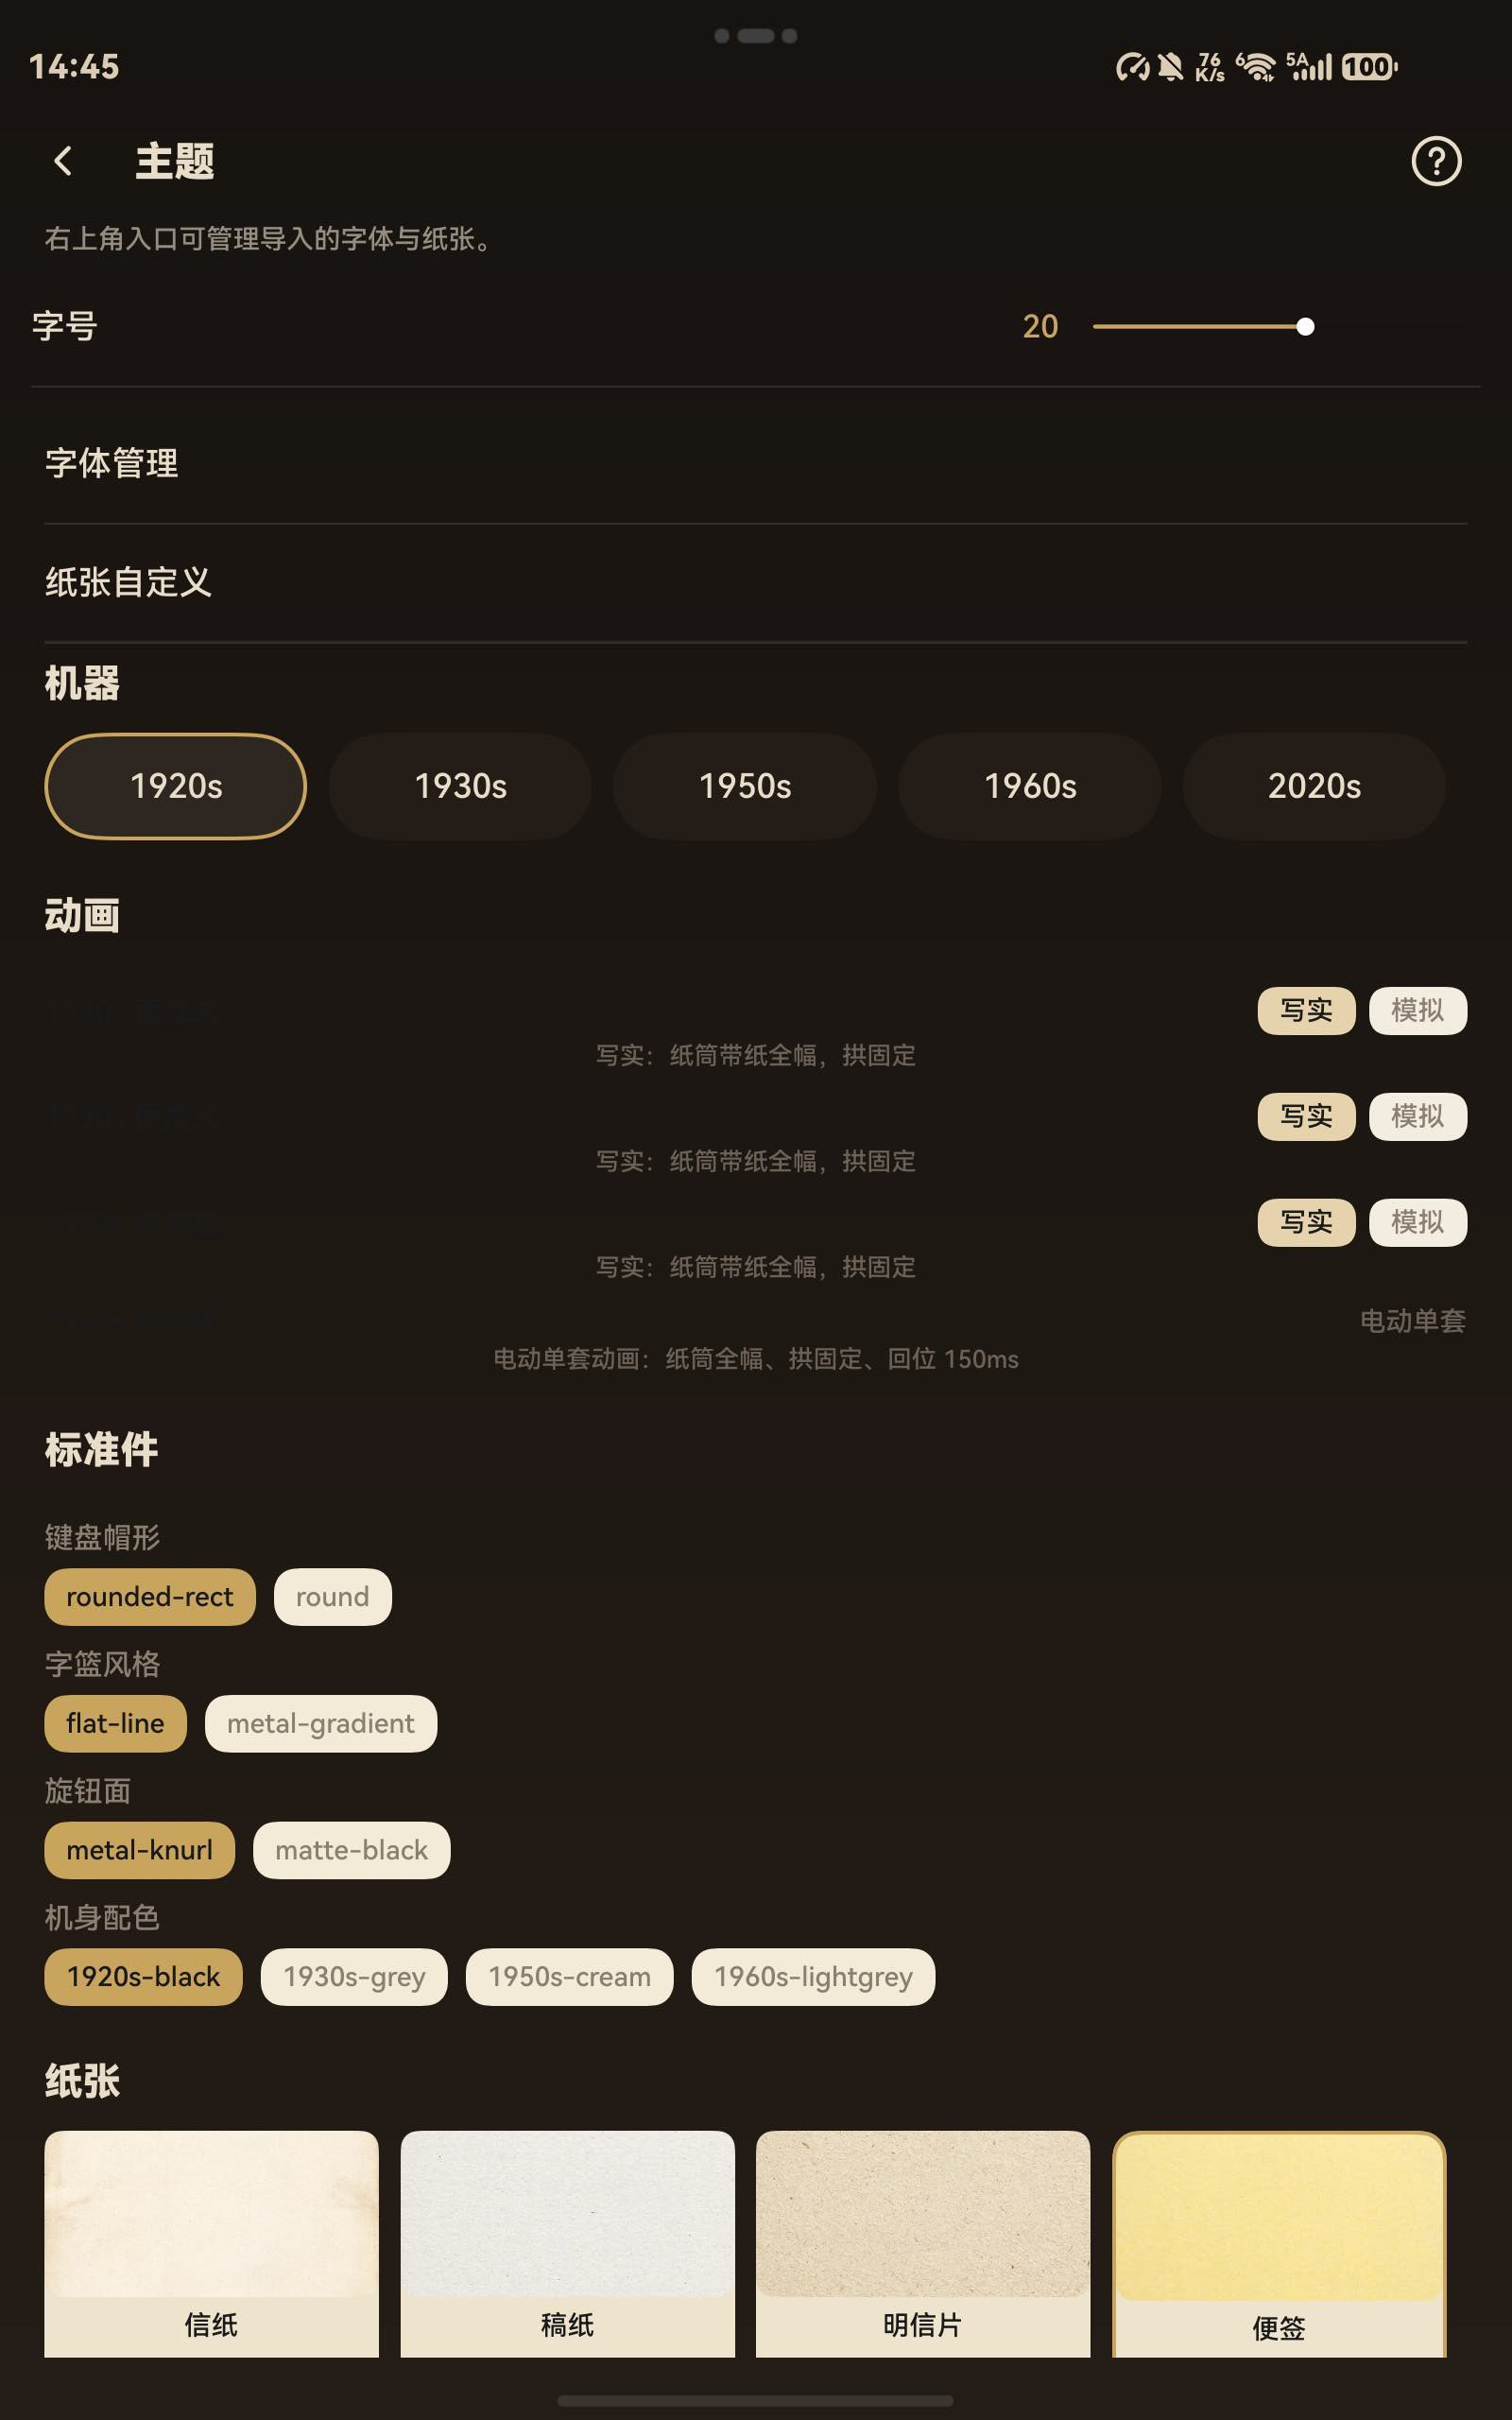 14:45
76 K/s 6 5A 100
主题
右上角入口可管理导入的字体与纸张。
字号 20
字体管理
纸张自定义
机器
1920s 1930s 1950s 1960s 2020s
动画
写实 模拟
写实：纸筒带纸全幅，拱固定
写实 模拟
写实：纸筒带纸全幅，拱固定
写实 模拟
写实：纸筒带纸全幅，拱固定
电动单套
电动单套动画：纸筒全幅、拱固定、回位 150ms
标准件
键盘帽形
rounded-rect round
字篮风格
flat-line metal-gradient
旋钮面
metal-knurl matte-black
机身配色
1920s-black 1930s-grey 1950s-cream 1960s-lightgrey
纸张
信纸 稿纸 明信片 便签